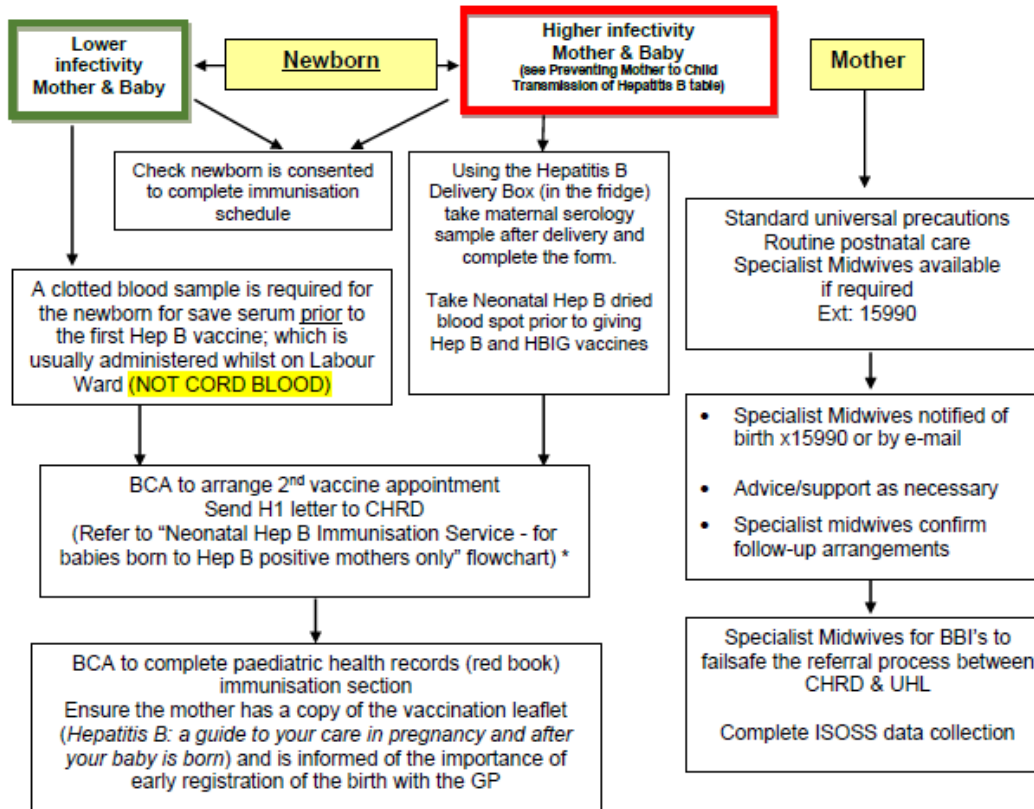 Lower
infectivity
Mother & Baby
Newborn
Higher infectivity
Mother & Baby
(see Preventing Mother to Child
Transmission of Hepatitis B table)
Mother
Check newborn is consented
to complete immunisation
schedule
Using the Hepatitis B
Delivery Box (in the fridge)
take maternal serology
sample after delivery and
complete the form.
Take Neonatal Hep B dried
blood spot prior to giving
Hep B and HBIG vaccines
Standard universal precautions
Routine postnatal care
Specialist Midwives available
if required
Ext: 15990
A clotted blood sample is required for
the newborn for save serum prior to
the first Hep B vaccine; which is
usually administered whilst on Labour
Ward (NOT CORD BLOOD)
• Specialist Midwives notified of
birth x15990 or by e-mail
• Advice/support as necessary
• Specialist midwives confirm
follow-up arrangements
BCA to arrange 2nd vaccine appointment
Send H1 letter to CHRD
(Refer to “Neonatal Hep B Immunisation Service - for
babies born to Hep B positive mothers only” flowchart) *
Specialist Midwives for BBI's to
failsafe the referral process between
CHRD & UHL
Complete ISOSS data collection
BCA to complete paediatric health records (red book)
immunisation section
Ensure the mother has a copy of the vaccination leaflet
(Hepatitis B: a guide to your care in pregnancy and after
your baby is born) and is informed of the importance of
early registration of the birth with the GP